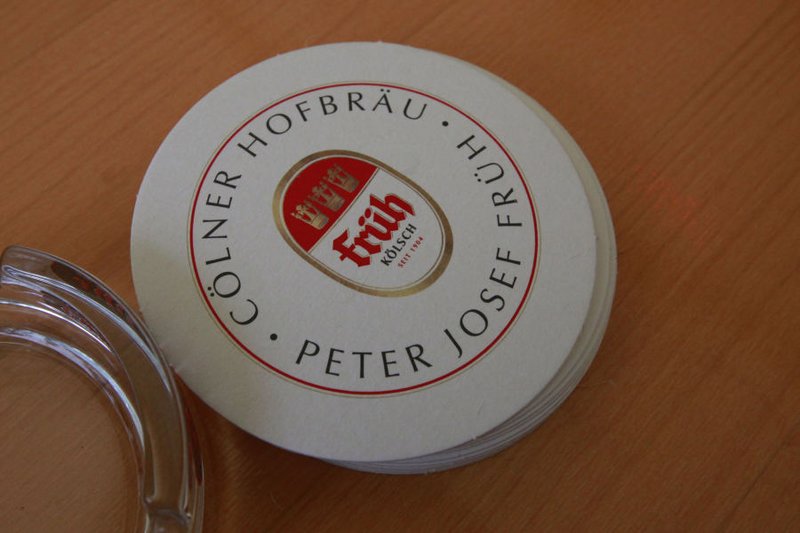 CÖLNER HOFBRÄU · PETER JOSEF FRÜH ·
Früh
KÖLSCH
SEIT 1904